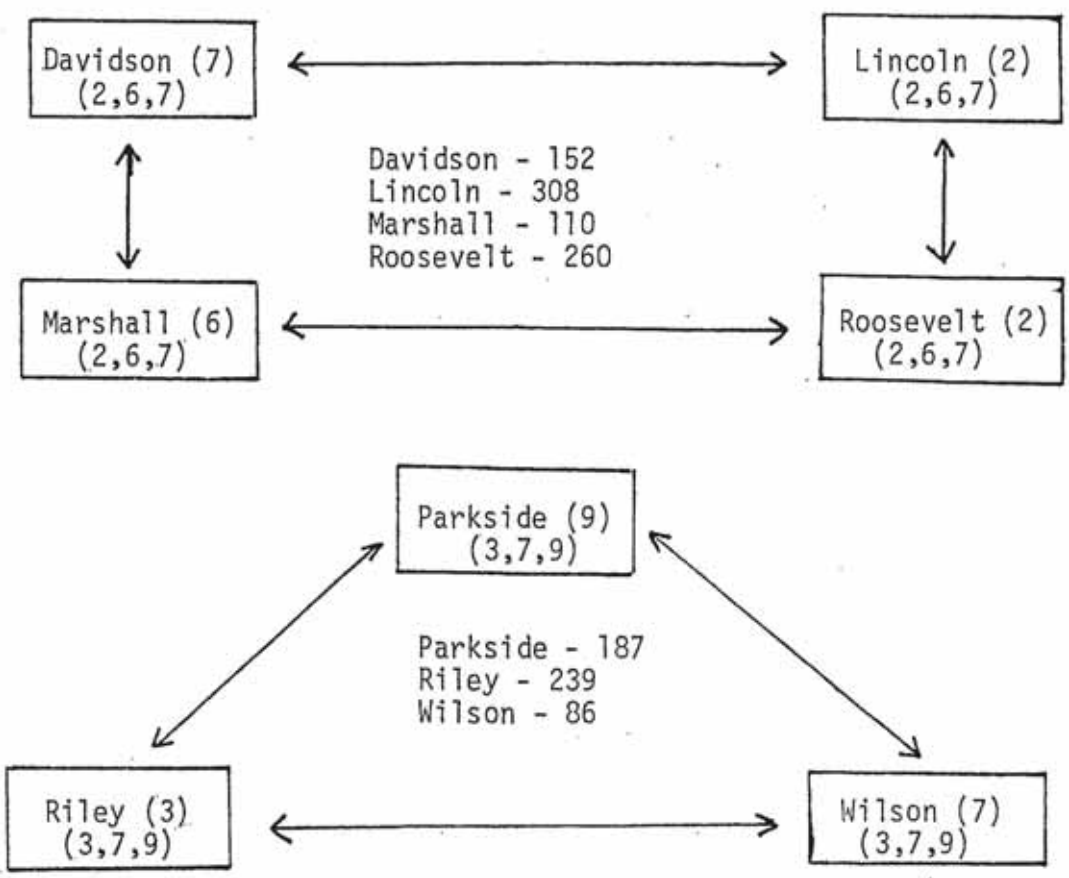 Davidson (7)
(2,6,7)
Lincoln (2)
(2,6,7)
Davidson - 152
Lincoln - 308
Marshall - 110
Roosevelt - 260
Marshall (6)
(2,6,7)
Roosevelt (2)
(2,6,7)
Parkside (9)
(3,7,9)
Parkside - 187
Riley - 239
Wilson - 86
Riley (3)
(3,7,9)
Wilson (7)
(3,7,9)